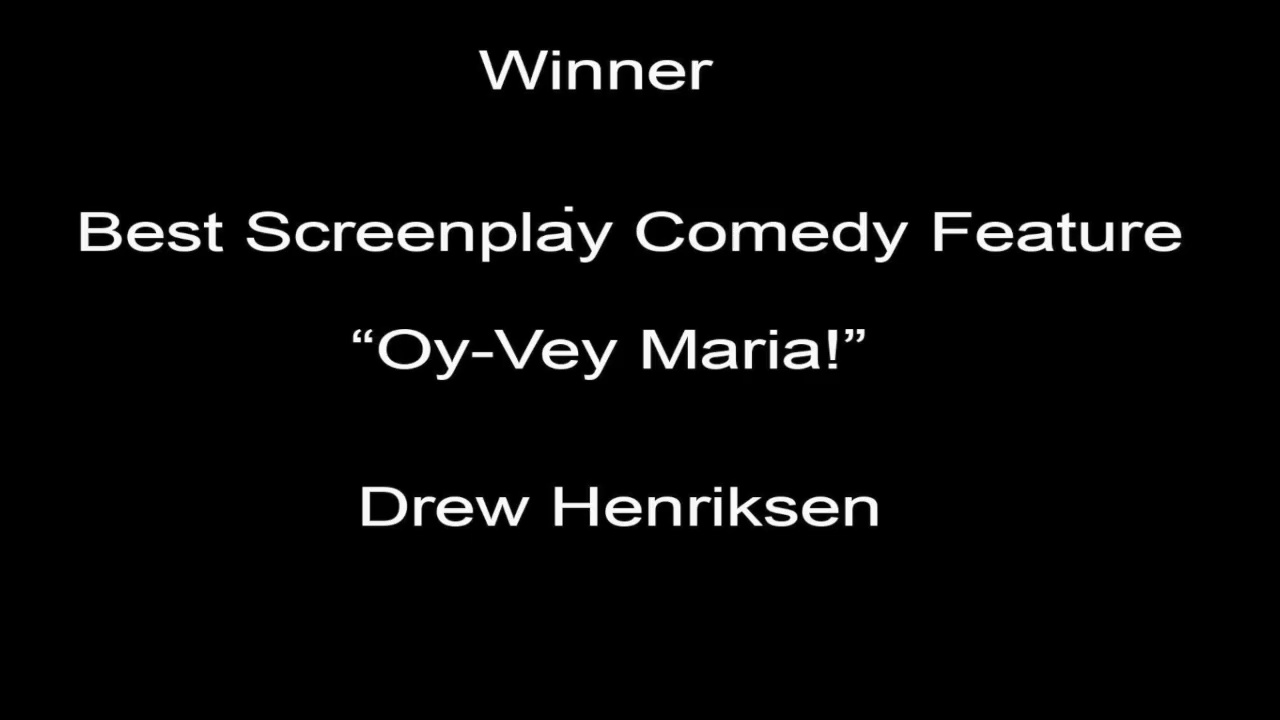 Winner
Best Screenplay Comedy Feature
“Oy-Vey Maria!”
Drew Henriksen